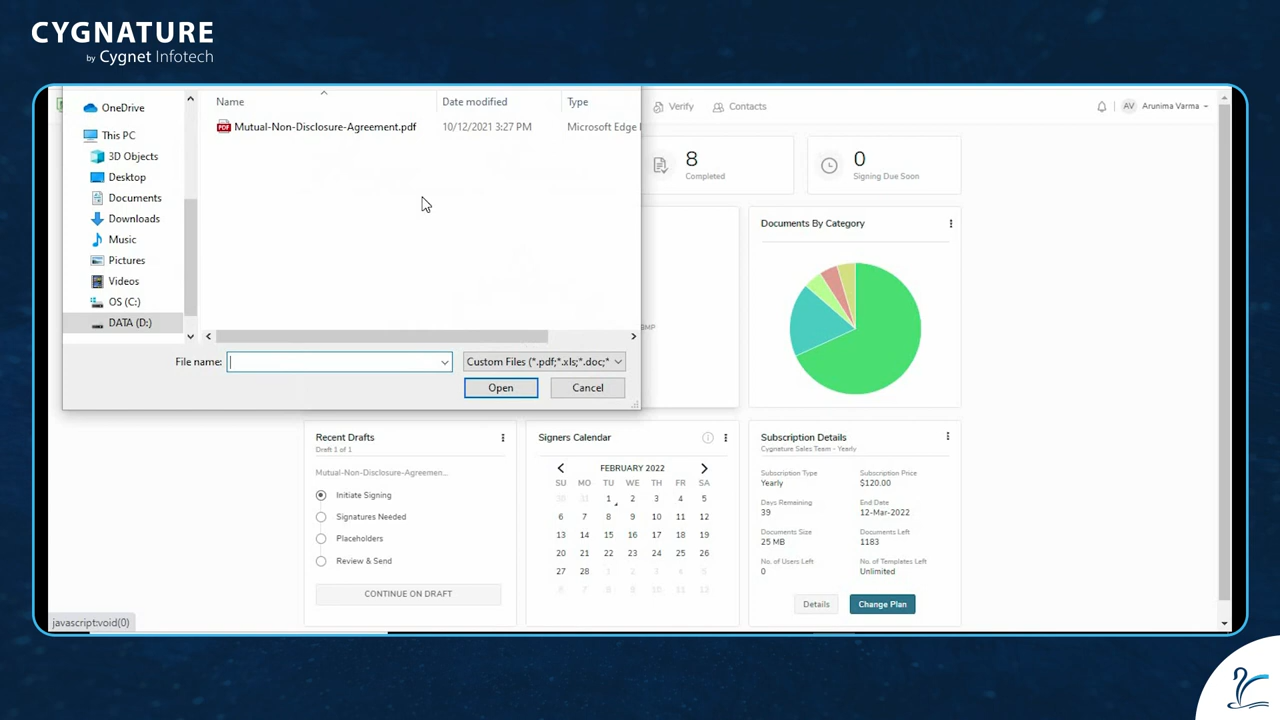 CYGNATURE
by Cygnet Infotech
OneDrive
This PC
3D Objects
Desktop
Documents
Downloads
Music
Pictures
Videos
OS (C:)
DATA (D:)
Name Date modified Type
PDF Mutual-Non-Disclosure-Agreement.pdf 10/12/2021 3:27 PM Microsoft Edge
File name: Custom Files (*.pdf;*.xls;*.doc;*
Open Cancel
Verify Contacts
AV Arunima Varma
8
Completed
0
Signing Due Soon
BMP
Documents By Category
Recent Drafts
Draft 1 of 1
Mutual-Non-Disclosure-Agreemen...
Initiate Signing
Signatures Needed
Placeholders
Review & Send
CONTINUE ON DRAFT
Signers Calendar
FEBRUARY 2022
SU MO TU WE TH FR SA
30 31 1 2 3 4 5
6 7 8 9 10 11 12
13 14 15 16 17 18 19
20 21 22 23 24 25 26
27 28 1 2 3 4 5
6 7 8 9 10 11 12
Subscription Details
Cygnature Sales Team - Yearly
Subscription Type Subscription Price
Yearly $120.00
Days Remaining End Date
39 12-Mar-2022
Documents Size Documents Left
25 MB 1183
No. of Users Left No. of Templates Left
0 Unlimited
Details Change Plan
javascript:void(0)